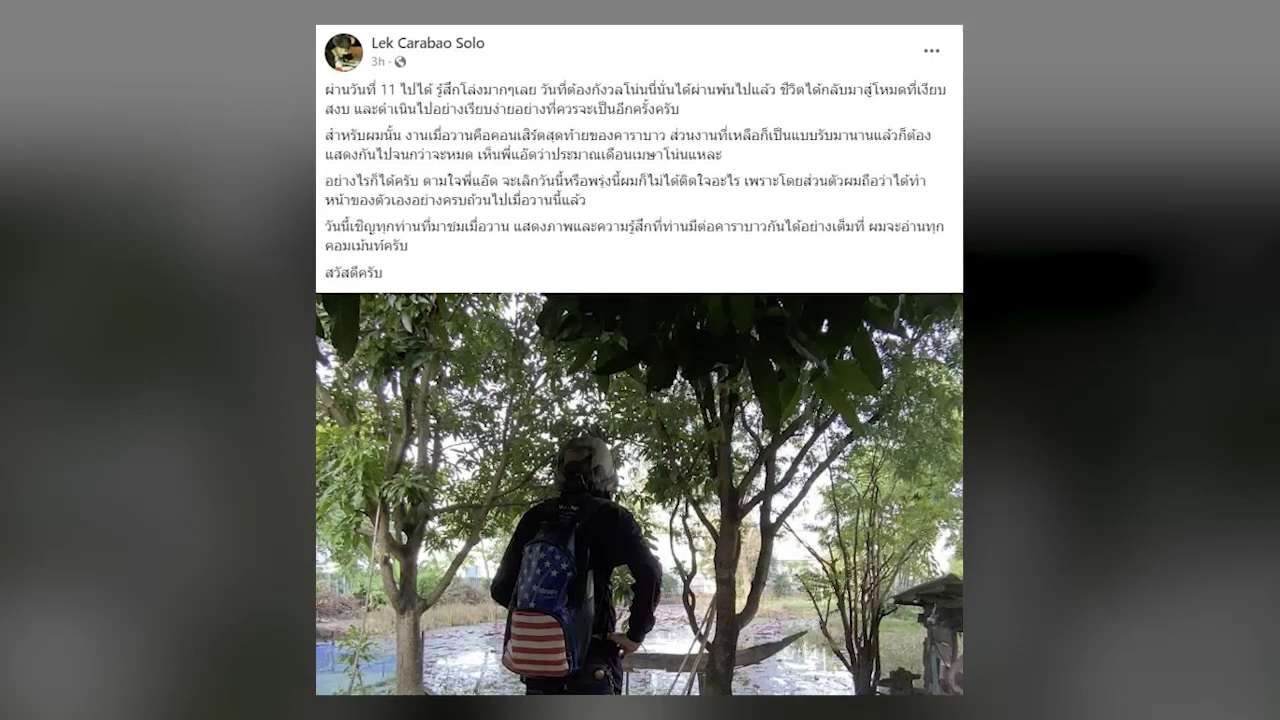 Lek Carabao Solo
3h ·
ผ่านวันที่ 11 ไปได้ รู้สึกโล่งมากๆเลย วันที่ต้องกังวลโน่นนี่นั่นได้ผ่านพ้นไปแล้ว ชีวิตได้กลับมาสู่โหมดที่เงียบ
สงบ และดำเนินไปอย่างเรียบง่ายอย่างที่ควรจะเป็นอีกครั้งครับ
สำหรับผมนั้น งานเมื่อวานคือคอนเสิร์ตสุดท้ายของคาราบาว ส่วนงานที่เหลือก็เป็นแบบรับมานานแล้วก็ต้อง
แสดงกันไปจนกว่าจะหมด เห็นพี่แอ๊ดว่าประมาณเดือนเมษาโน่นแหละ
อย่างไรก็ได้ครับ ตามใจพี่แอ๊ด จะเลิกวันนี้หรือพรุ่งนี้ผมก็ไม่ได้ติดใจอะไร เพราะโดยส่วนตัวผมถือว่าได้ทำ
หน้าของตัวเองอย่างครบถ้วนไปเมื่อวานนี้แล้ว
วันนี้เชิญทุกท่านที่มาชมเมื่อวาน แสดงภาพและความรู้สึกที่ท่านมีต่อคาราบาวกันได้อย่างเต็มที่ ผมจะอ่านทุก
คอมเม้นท์ครับ
สวัสดีครับ